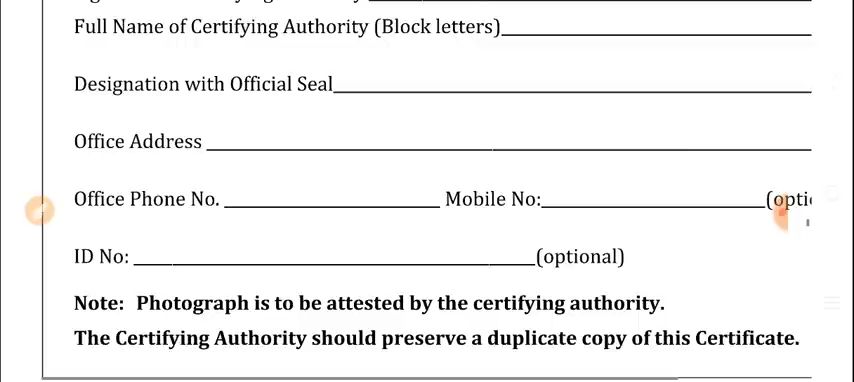 Full Name of Certifying Authority (Block letters)
Designation with Official Seal
Office Address
Office Phone No. Mobile No:
ID No: (optional)
Note: Photograph is to be attested by the certifying authority.
The Certifying Authority should preserve a duplicate copy of this Certificate.